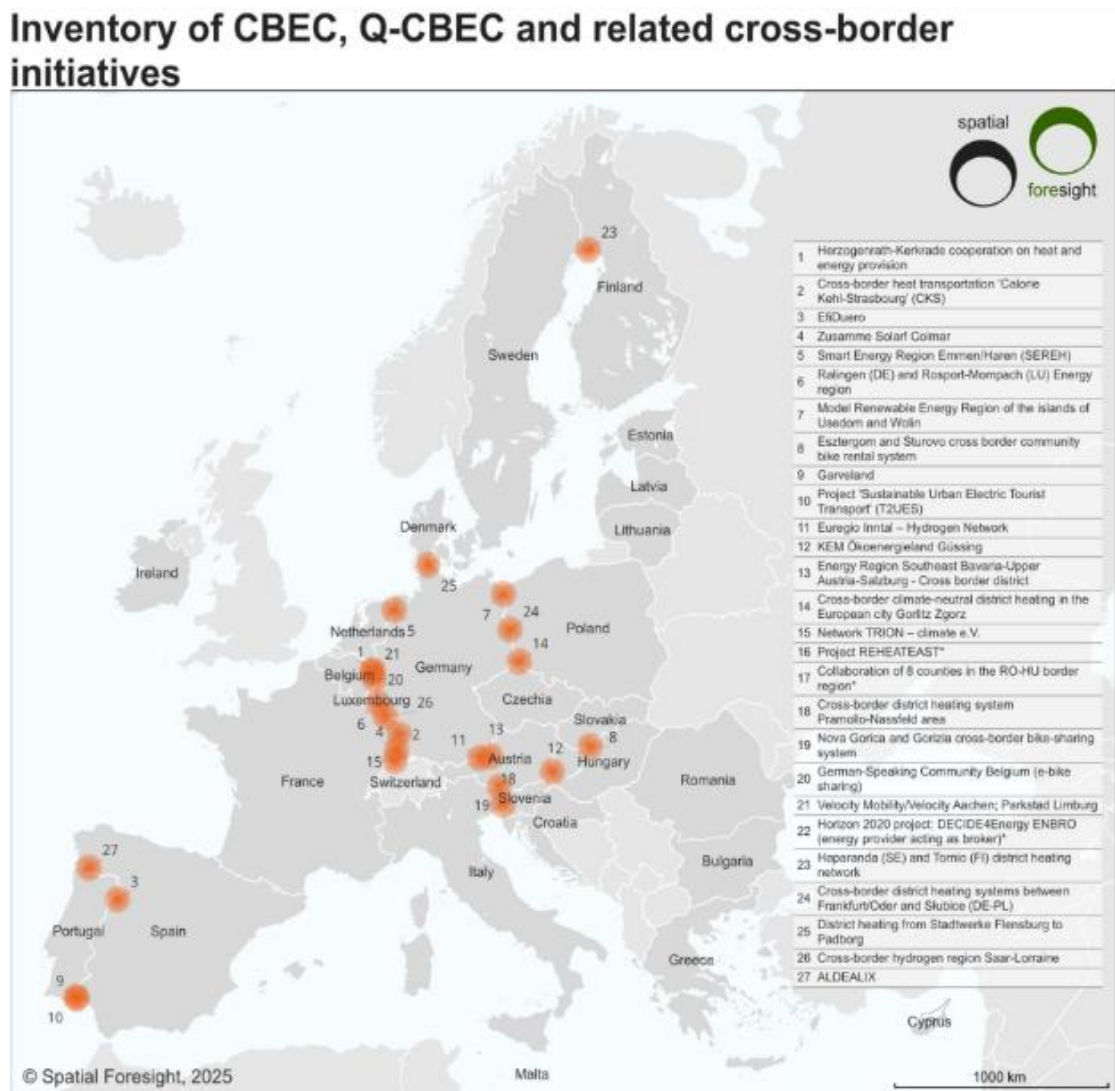 Inventory of CBEC, Q-CBEC and related cross-border
initiatives
spatial
foresight
23
Finland
Sweden
Estonia
Latvia
Lithuania
Denmark
25
Ireland
7
24
Netherlands
5
Poland
14
1
21
Germany
Belgium
20
Luxembourg
26
Czechia
6
4
2
Slovakia
13
8
11
12
15
Austria
Hungary
France
Switzerland
18
Romania
19
Slovenia
Croatia
27
Italy
Bulgaria
3
Portugal
Spain
Greece
9
10
Cyprus
Malta
1 Herzogenrath-Kerkrade cooperation on heat and
energy provision
2 Cross-border heat transportation 'Calorie
Kehl-Strasbourg' (CKS)
3 EfiDuero
4 Zusamme Solar! Colmar
5 Smart Energy Region Emmen/Haren (SEREH)
6 Ralingen (DE) and Rosport-Mompach (LU) Energy
region
7 Model Renewable Energy Region of the islands of
Usedom and Wolin
8 Esztergom and Sturovo cross border community
bike rental system
9 Garveland
10 Project 'Sustainable Urban Electric Tourist
Transport' (T2UES)
11 Euregio Inntal – Hydrogen Network
12 KEM Ökoenergieland Güssing
13 Energy Region Southeast Bavaria-Upper
Austria-Salzburg - Cross border district
14 Cross-border climate-neutral district heating in the
European city Gorlitz Zgorz
15 Network TRION – climate e.V.
16 Project REHEATEAST*
17 Collaboration of 8 counties in the RO-HU border
region*
18 Cross-border district heating system
Pramollo-Nassfeld area
19 Nova Gorica and Gorizia cross-border bike-sharing
system
20 German-Speaking Community Belgium (e-bike
sharing)
21 Velocity Mobility/Velocity Aachen; Parkstad Limburg
22 Horizon 2020 project: DECIDE4Energy ENBRO
(energy provider acting as broker)*
23 Haparanda (SE) and Tornio (FI) district heating
network
24 Cross-border district heating systems between
Frankfurt/Oder and Słubice (DE-PL)
25 District heating from Stadtwerke Flensburg to
Padborg
26 Cross-border hydrogen region Saar-Lorraine
27 ALDEALIX
© Spatial Foresight, 2025
1000 km